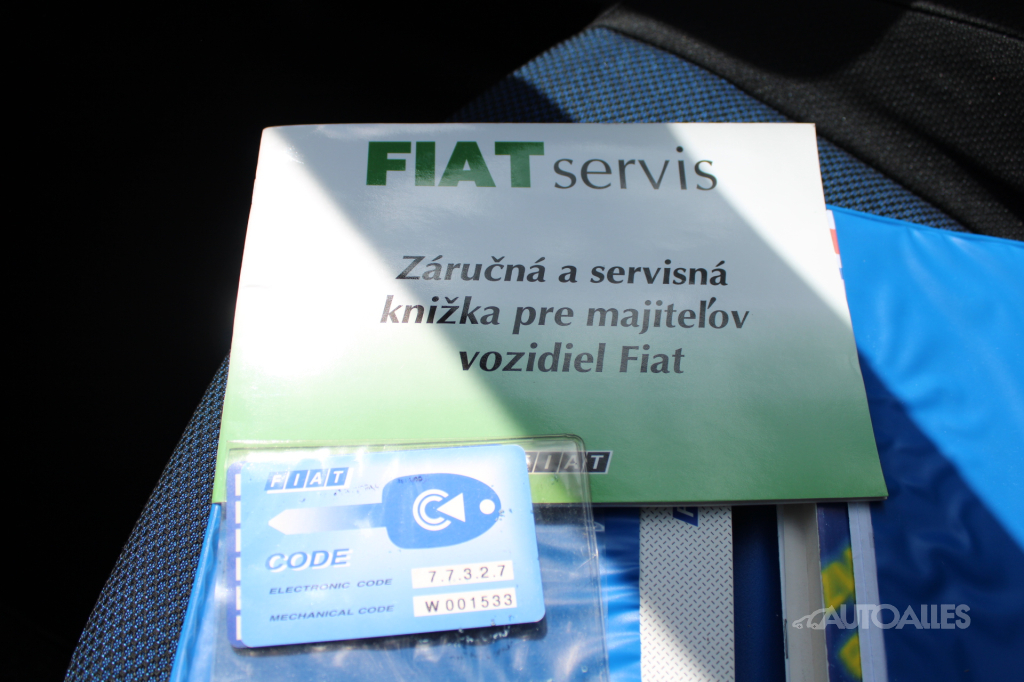 FIAT servis
Záručná a servisná
knižka pre majiteľov
vozidiel Fiat
FIAT
FIAT
CODE
ELECTRONIC CODE 7.7.3.2.7
MECHANICAL CODE W001533
AUTOALLES